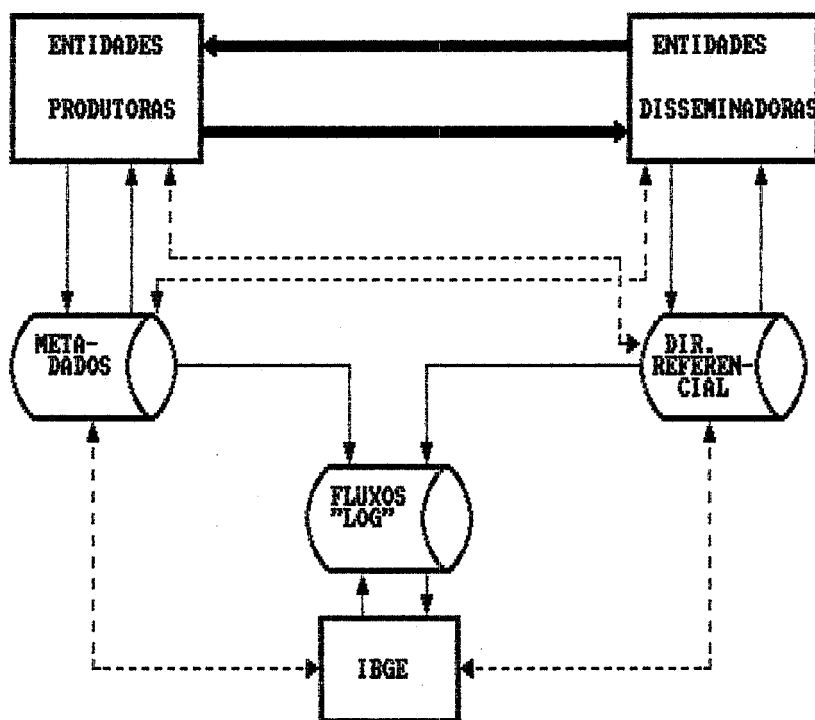 ENTIDADES
PRODUTORAS
ENTIDADES
DISSEMINADORAS
META-
DADOS
DIR.
REFEREN-
CIAL
FLUXOS
"LOG"
IBGE